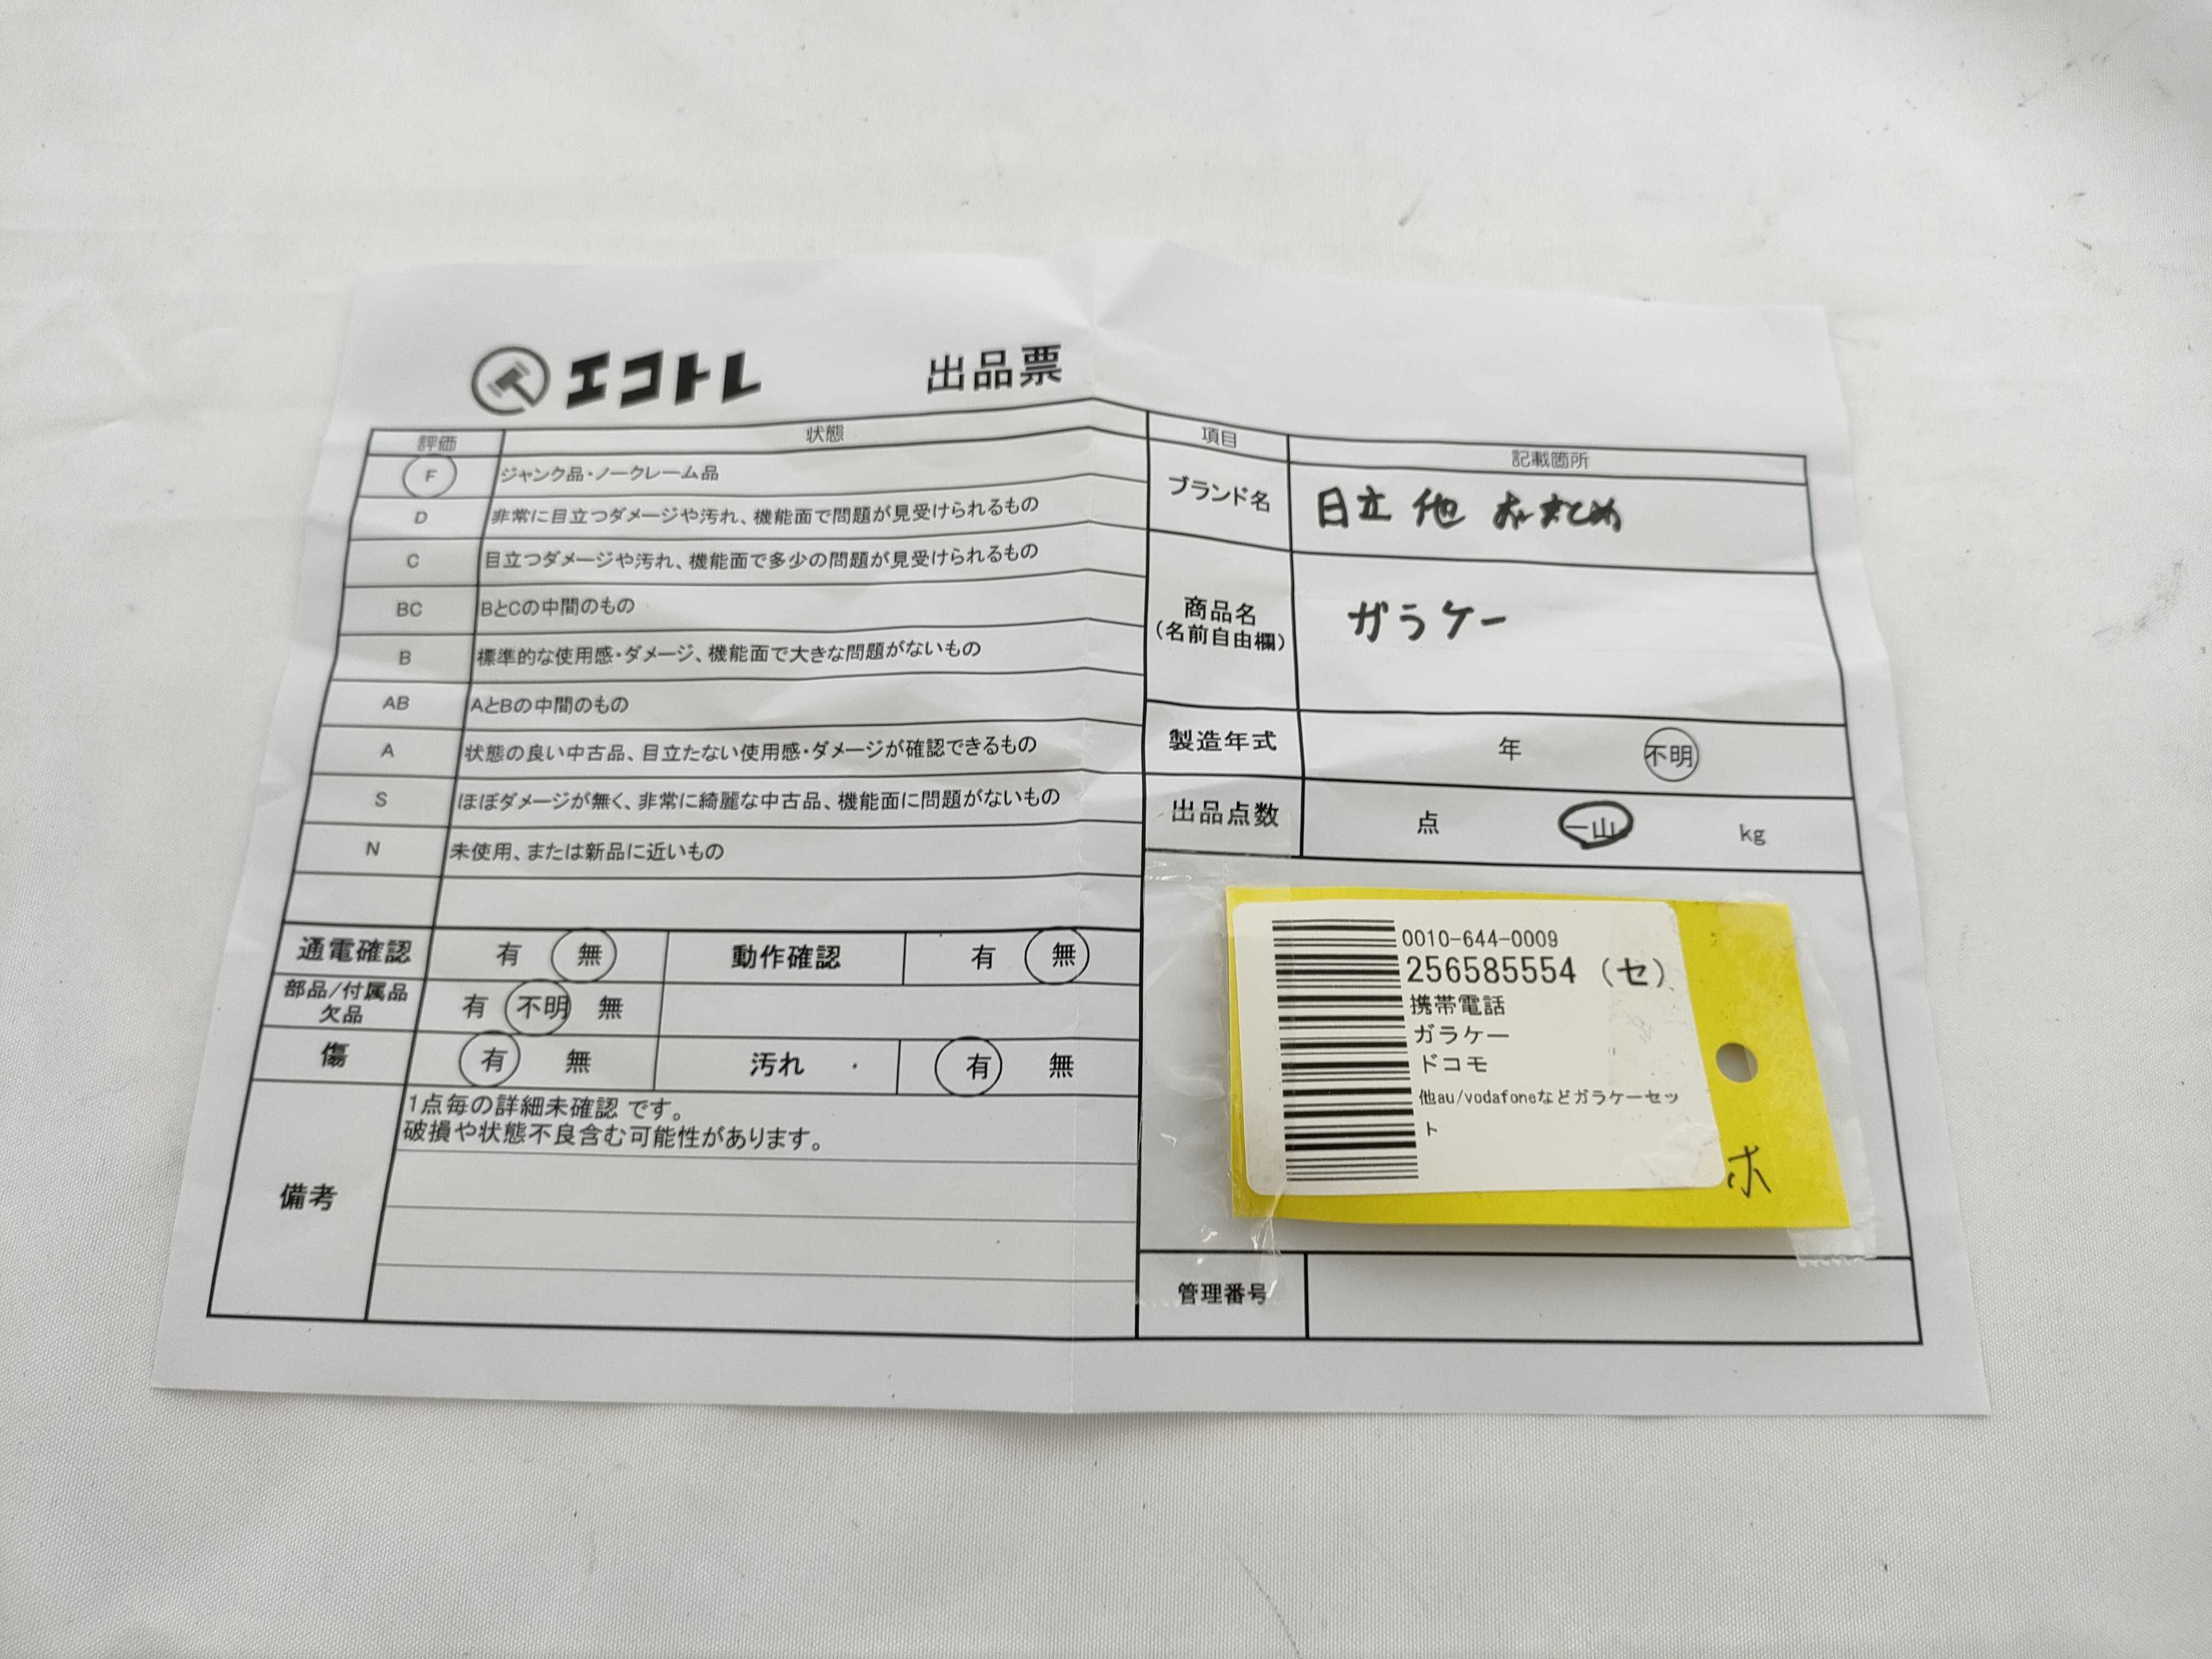 エコトレ 出品票
評価 状態
F ジャンク品・ノークレーム品
D 非常に目立つダメージや汚れ、機能面で問題が見受けられるもの
C 目立つダメージや汚れ、機能面で多少の問題が見受けられるもの
BC BとCの中間のもの
B 標準的な使用感・ダメージ、機能面で大きな問題がないもの
AB AとBの中間のもの
A 状態の良い中古品、目立たない使用感・ダメージが確認できるもの
S ほぼダメージが無く、非常に綺麗な中古品、機能面に問題がないもの
N 未使用、または新品に近いもの
通電確認 有 無 動作確認 有 無
部品/付属品
欠品 有 不明 無
傷 有 無 汚れ 有 無
備考
1点毎の詳細未確認 です。
破損や状態不良含む可能性があります。
項目 記載箇所
ブランド名 日立 他 おまとめ
商品名
(名前自由欄) ガラケー
製造年式 年 不明
出品点数 点 一山 kg
0010-644-0009
256585554 (セ)
携帯電話
ガラケー
ドコモ
他au/vodafoneなどガラケーセッ
ト
ホ
管理番号